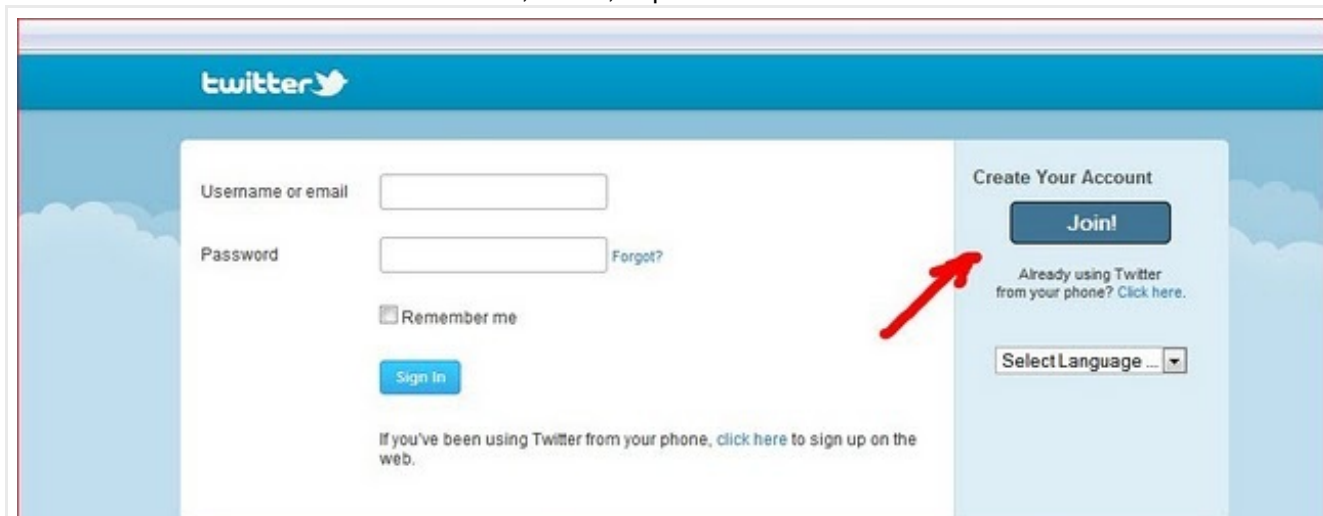 twitter
Username or email
Password
Forgot?
Remember me
Sign In
If you've been using Twitter from your phone, click here to sign up on the
web.
Create Your Account
Join!
Already using Twitter
from your phone? Click here.
Select Language ...